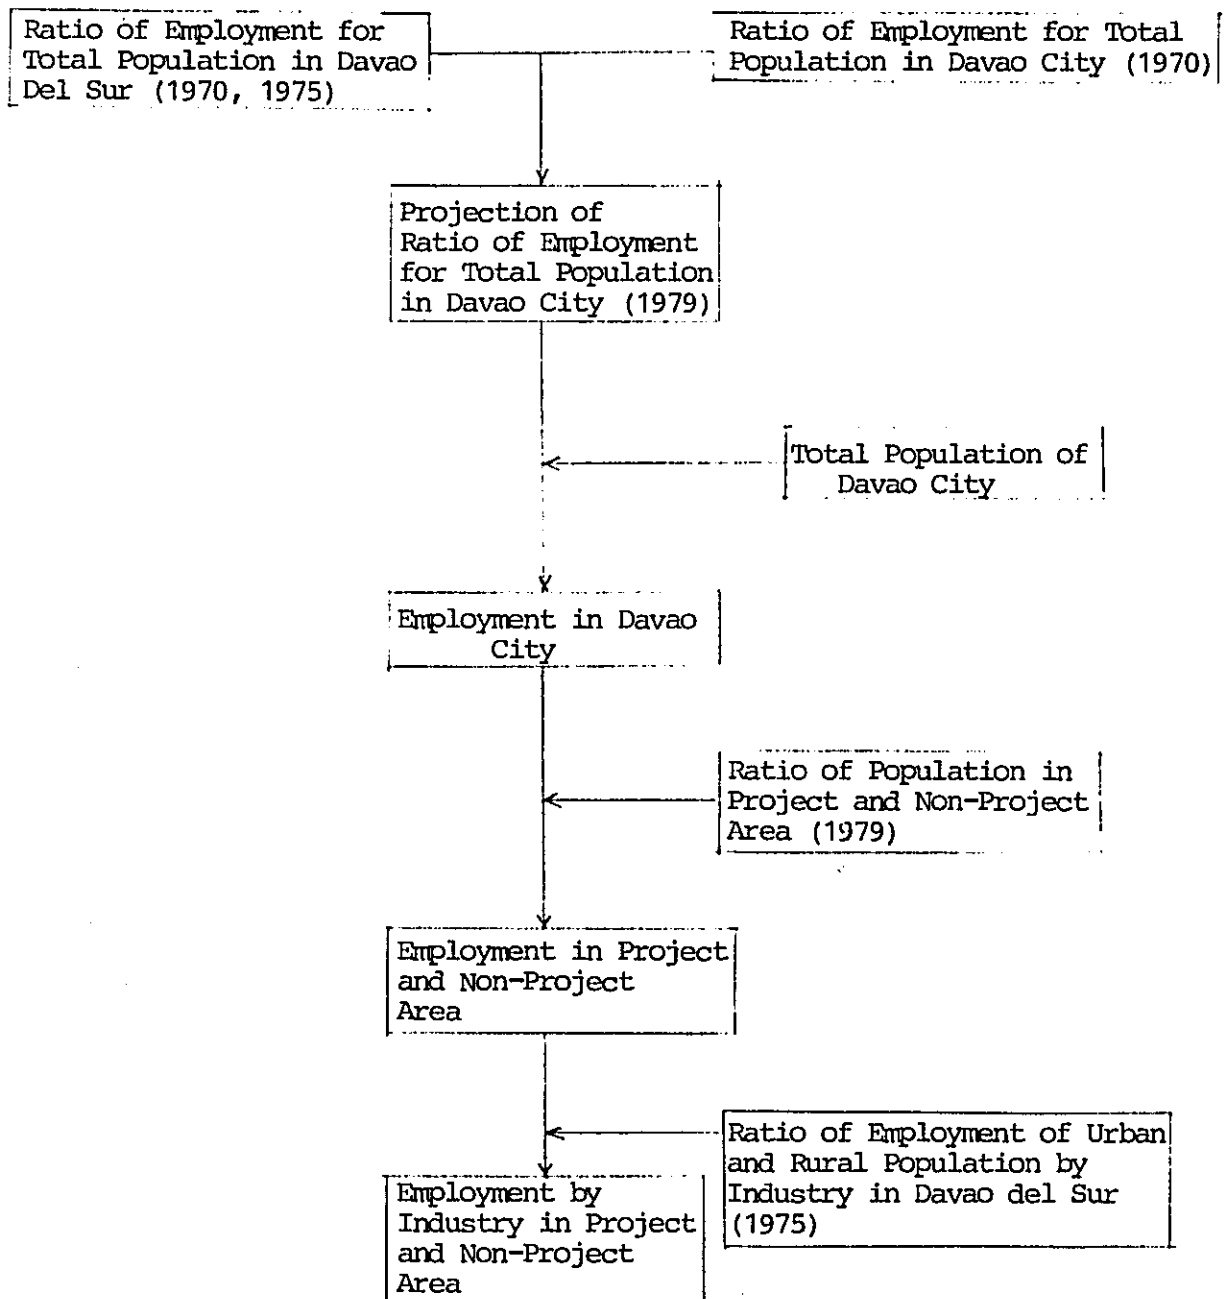 Ratio of Employment for
Total Population in Davao
Del Sur (1970, 1975)
Ratio of Employment for Total
Population in Davao City (1970)
Projection of
Ratio of Employment
for Total Population
in Davao City (1979)
Total Population of
Davao City
Employment in Davao
City
Ratio of Population in
Project and Non-Project
Area (1979)
Employment in Project
and Non-Project
Area
Ratio of Employment of Urban
and Rural Population by
Industry in Davao del Sur
(1975)
Employment by
Industry in Project
and Non-Project
Area